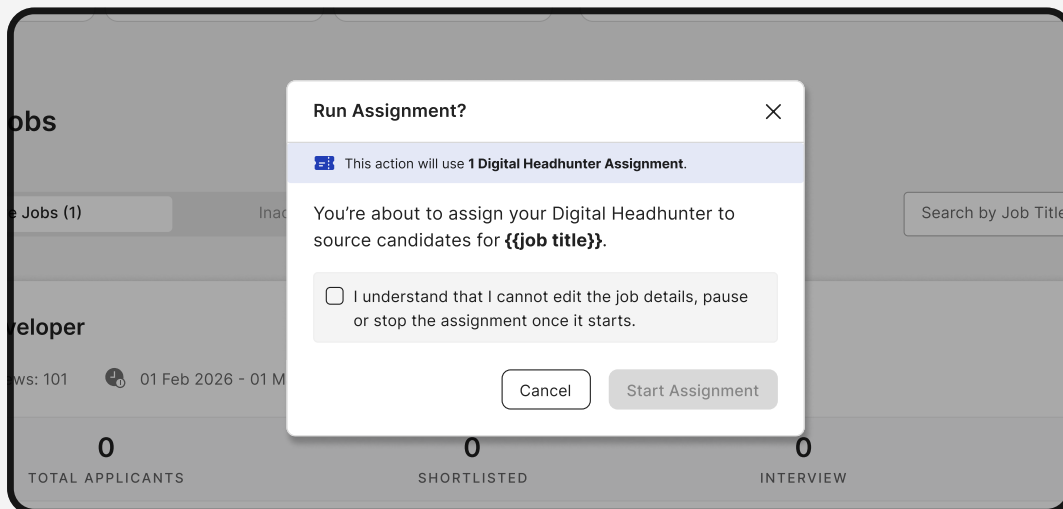 Run Assignment?
This action will use 1 Digital Headhunter Assignment.
You’re about to assign your Digital Headhunter to
source candidates for {{job title}}.
I understand that I cannot edit the job details, pause
or stop the assignment once it starts.
Cancel
Start Assignment
obs
e Jobs (1)
Inac
Search by Job Title
veloper
ews: 101
01 Feb 2026 - 01 M
0
TOTAL APPLICANTS
0
SHORTLISTED
0
INTERVIEW